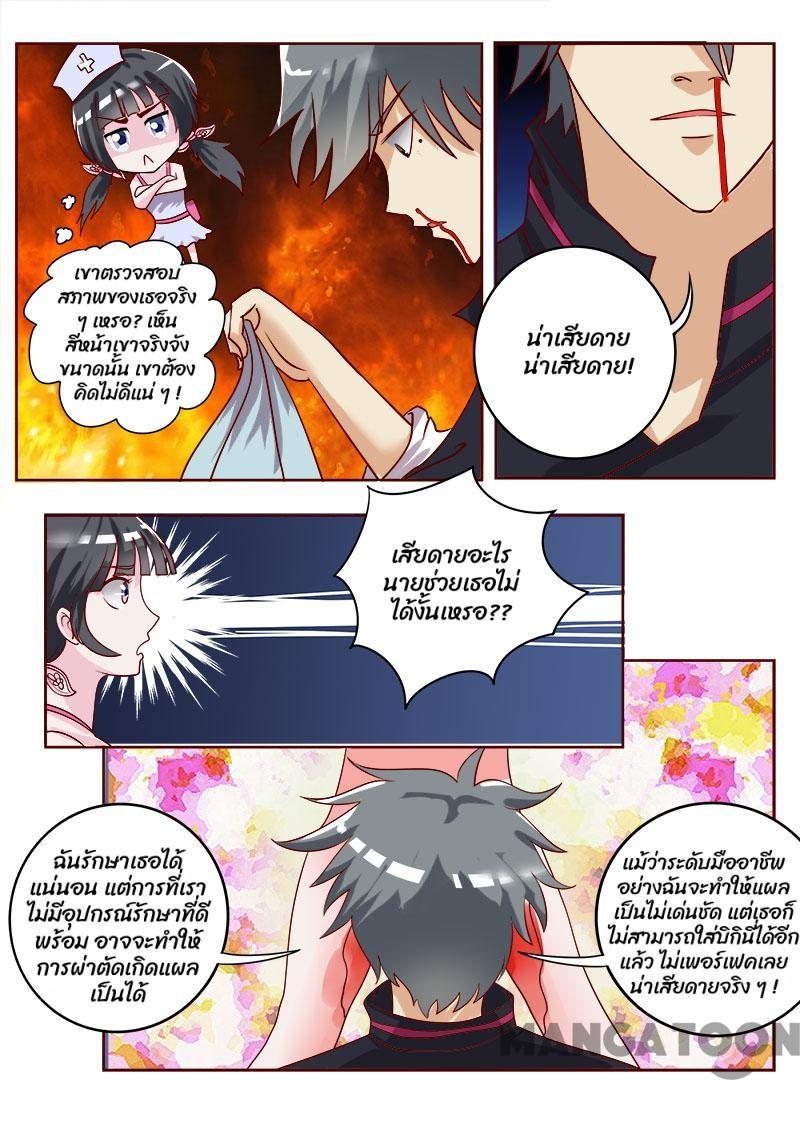 เขาตรวจสอบ
สภาพของเธอจริง
ๆ เหรอ? เห็น
สีหน้าเขาจริงจัง
ขนาดนั้น เขาต้อง
คิดไม่ดีแน่ ๆ !
น่าเสียดาย
น่าเสียดาย!
เสียดายอะไร
นายช่วยเธอไม่
ได้งั้นเหรอ??
ฉันรักษาเธอได้
แน่นอน แต่การที่เรา
ไม่มีอุปกรณ์รักษาที่ดี
พร้อม อาจจะทำให้
การผ่าตัดเกิดแผล
เป็นได้
แม้ว่าระดับมืออาชีพ
อย่างฉันจะทำให้แผล
เป็นไม่เด่นชัด แต่เธอก็
ไม่สามารถใส่บิกินี่ได้อีก
แล้ว ไม่เพอร์เฟคเลย
น่าเสียดายจริง ๆ !
MANGATOON